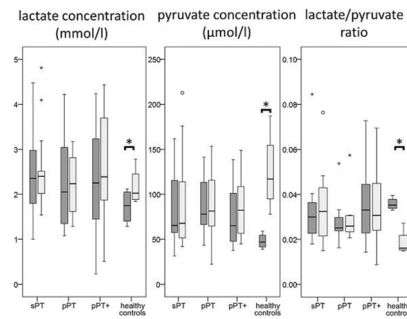 lactate concentration
(mmol/l)
5
4
3
2
1
0
*
sPT
pPT
pPT+
healthy
controls
pyruvate concentration
(µmol/l)
250
200
150
100
50
0
*
sPT
pPT
pPT+
healthy
controls
lactate/pyruvate
ratio
0.10
0.08
0.06
0.04
0.02
0.00
*
sPT
pPT
pPT+
healthy
controls